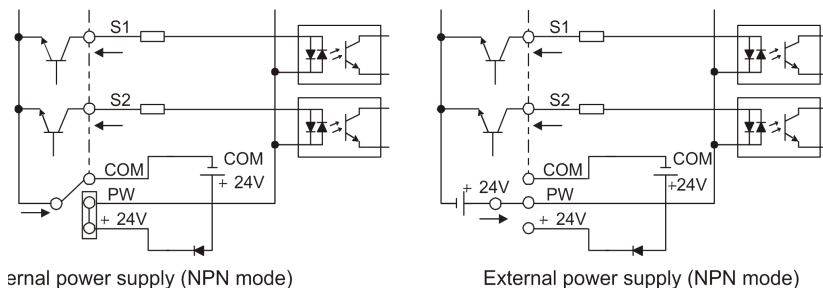 S1
S2
COM
COM
+ 24V
PW
+ 24V
ernal power supply (NPN mode)
S1
S2
COM
COM
+24V
+ 24V
PW
+ 24V
External power supply (NPN mode)